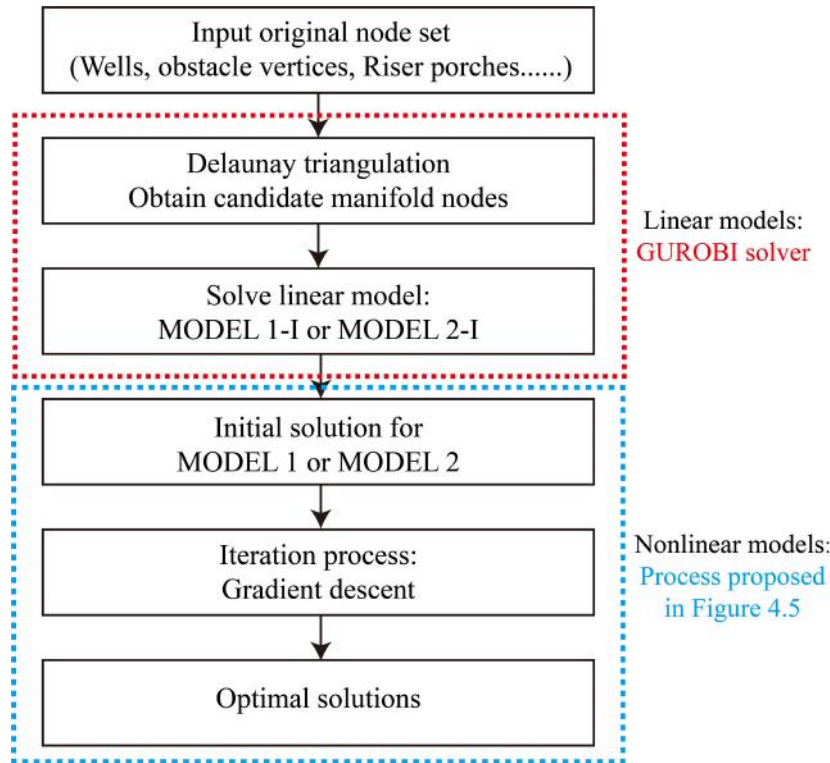 Input original node set
(Wells, obstacle vertices, Riser porches......)
Delaunay triangulation
Obtain candidate manifold nodes
Solve linear model:
MODEL 1-I or MODEL 2-I
Linear models:
GUROBI solver
Initial solution for
MODEL 1 or MODEL 2
Iteration process:
Gradient descent
Optimal solutions
Nonlinear models:
Process proposed
in Figure 4.5